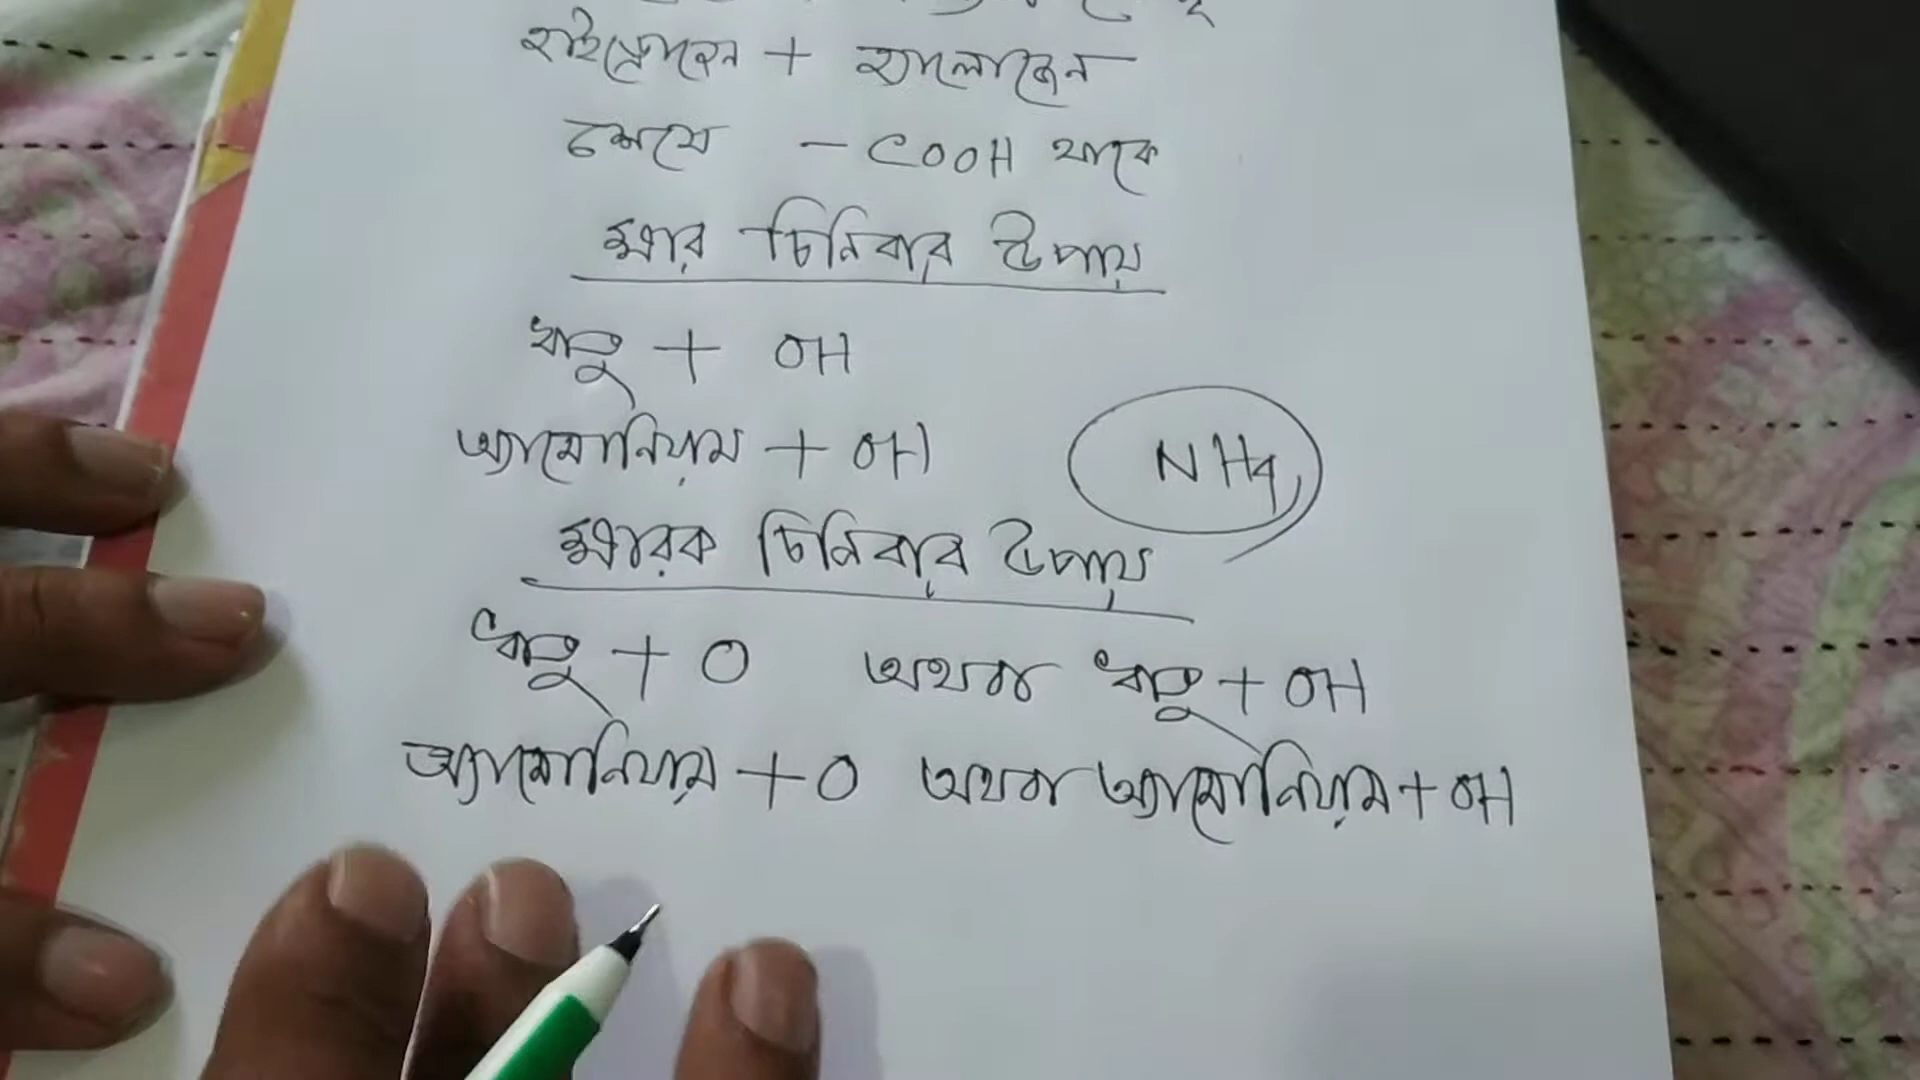 হাইড্রোজেন + হ্যালোজেন
শেষে - COOH থাকে
ক্ষার চিনিবার উপায়
ধাতু + OH
অ্যামোনিয়াম + OH NH4
ক্ষারক চিনিবার উপায়
ধাতু + O অথবা ধাতু + OH
অ্যামোনিয়াম + O অথবা অ্যামোনিয়াম + OH